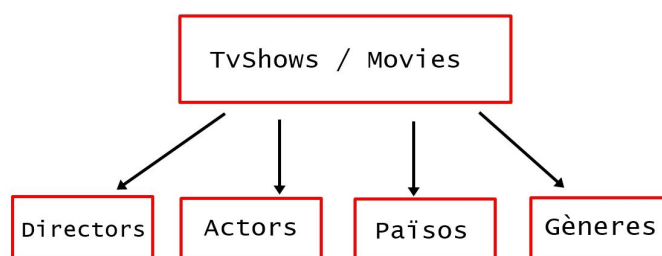 TvShows / Movies
Directors
Actors
Països
Gèneres